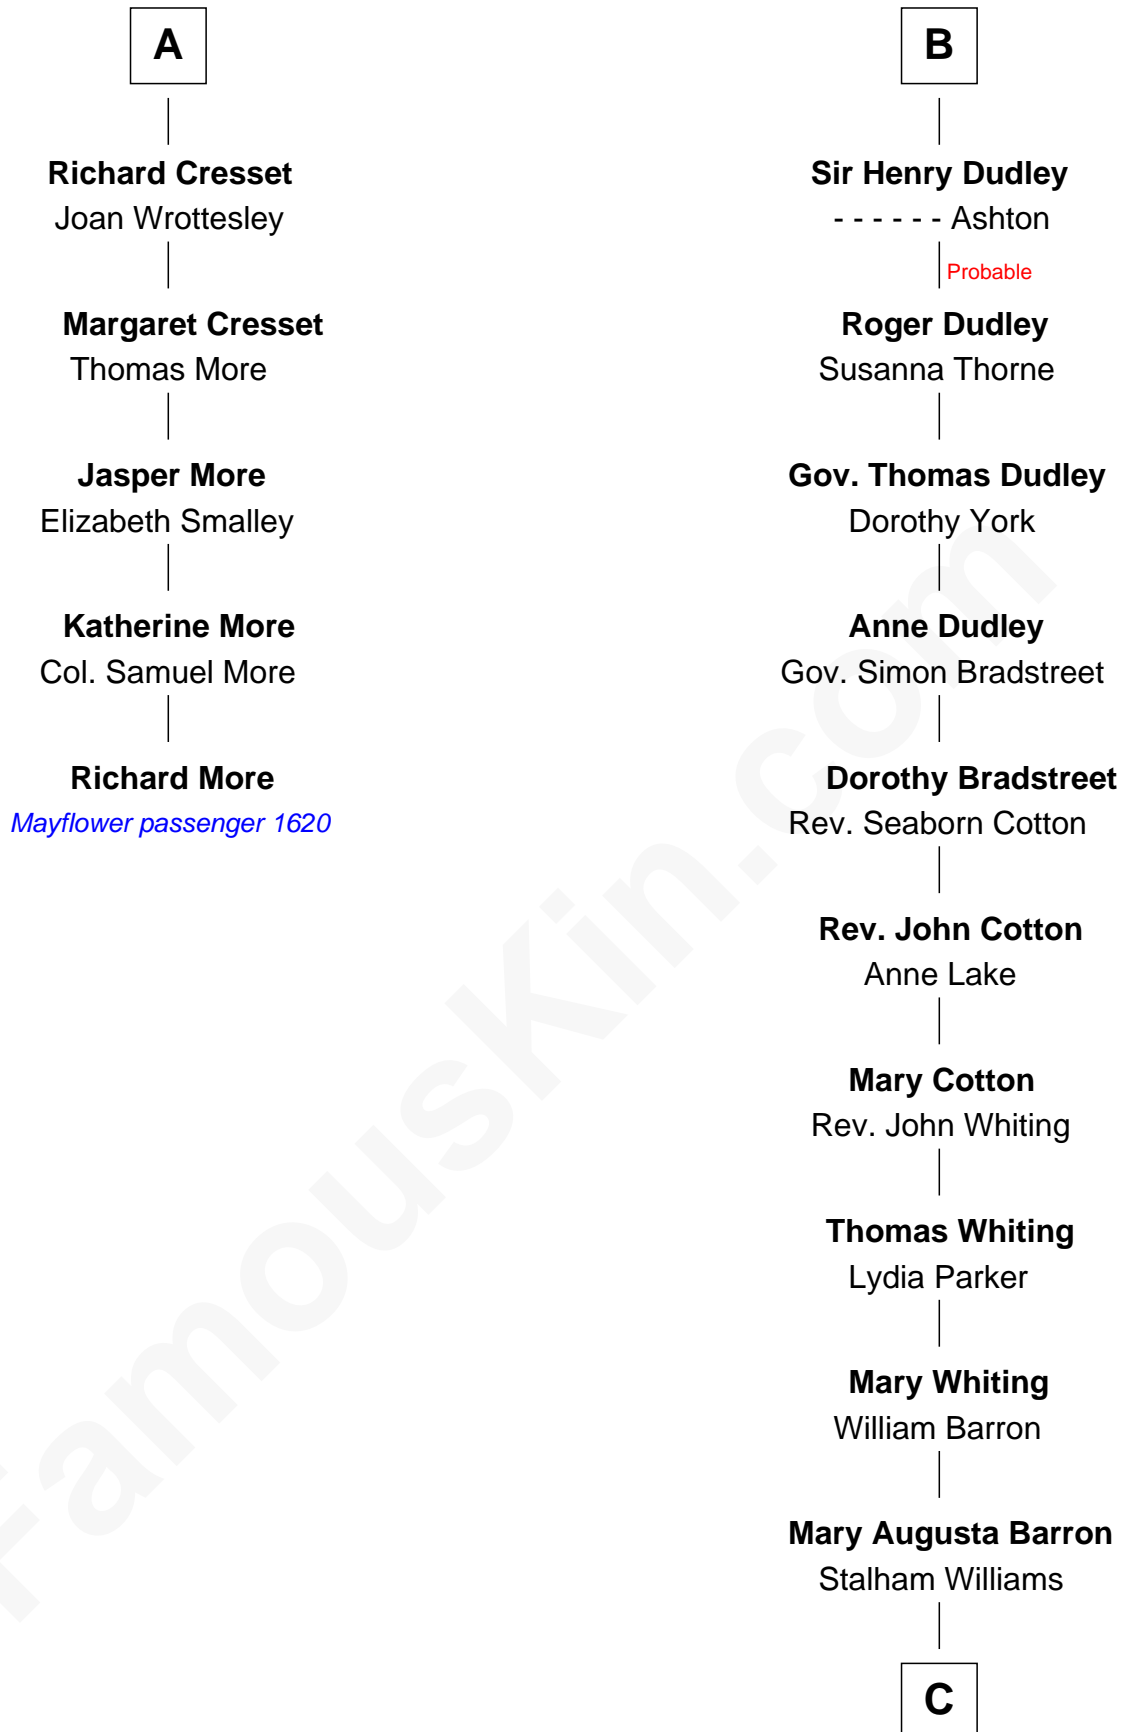 A
Richard Cresset
Joan Wrottesley
Margaret Cresset
Thomas More
Jasper More
Elizabeth Smalley
Katherine More
Col. Samuel More
Richard More
Mayflower passenger 1620
B
Sir Henry Dudley
- - - - - - Ashton
Probable
Roger Dudley
Susanna Thorne
Gov. Thomas Dudley
Dorothy York
Anne Dudley
Gov. Simon Bradstreet
Dorothy Bradstreet
Rev. Seaborn Cotton
Rev. John Cotton
Anne Lake
Mary Cotton
Rev. John Whiting
Thomas Whiting
Lydia Parker
Mary Whiting
William Barron
Mary Augusta Barron
Stalham Williams
C
FamousKin.com